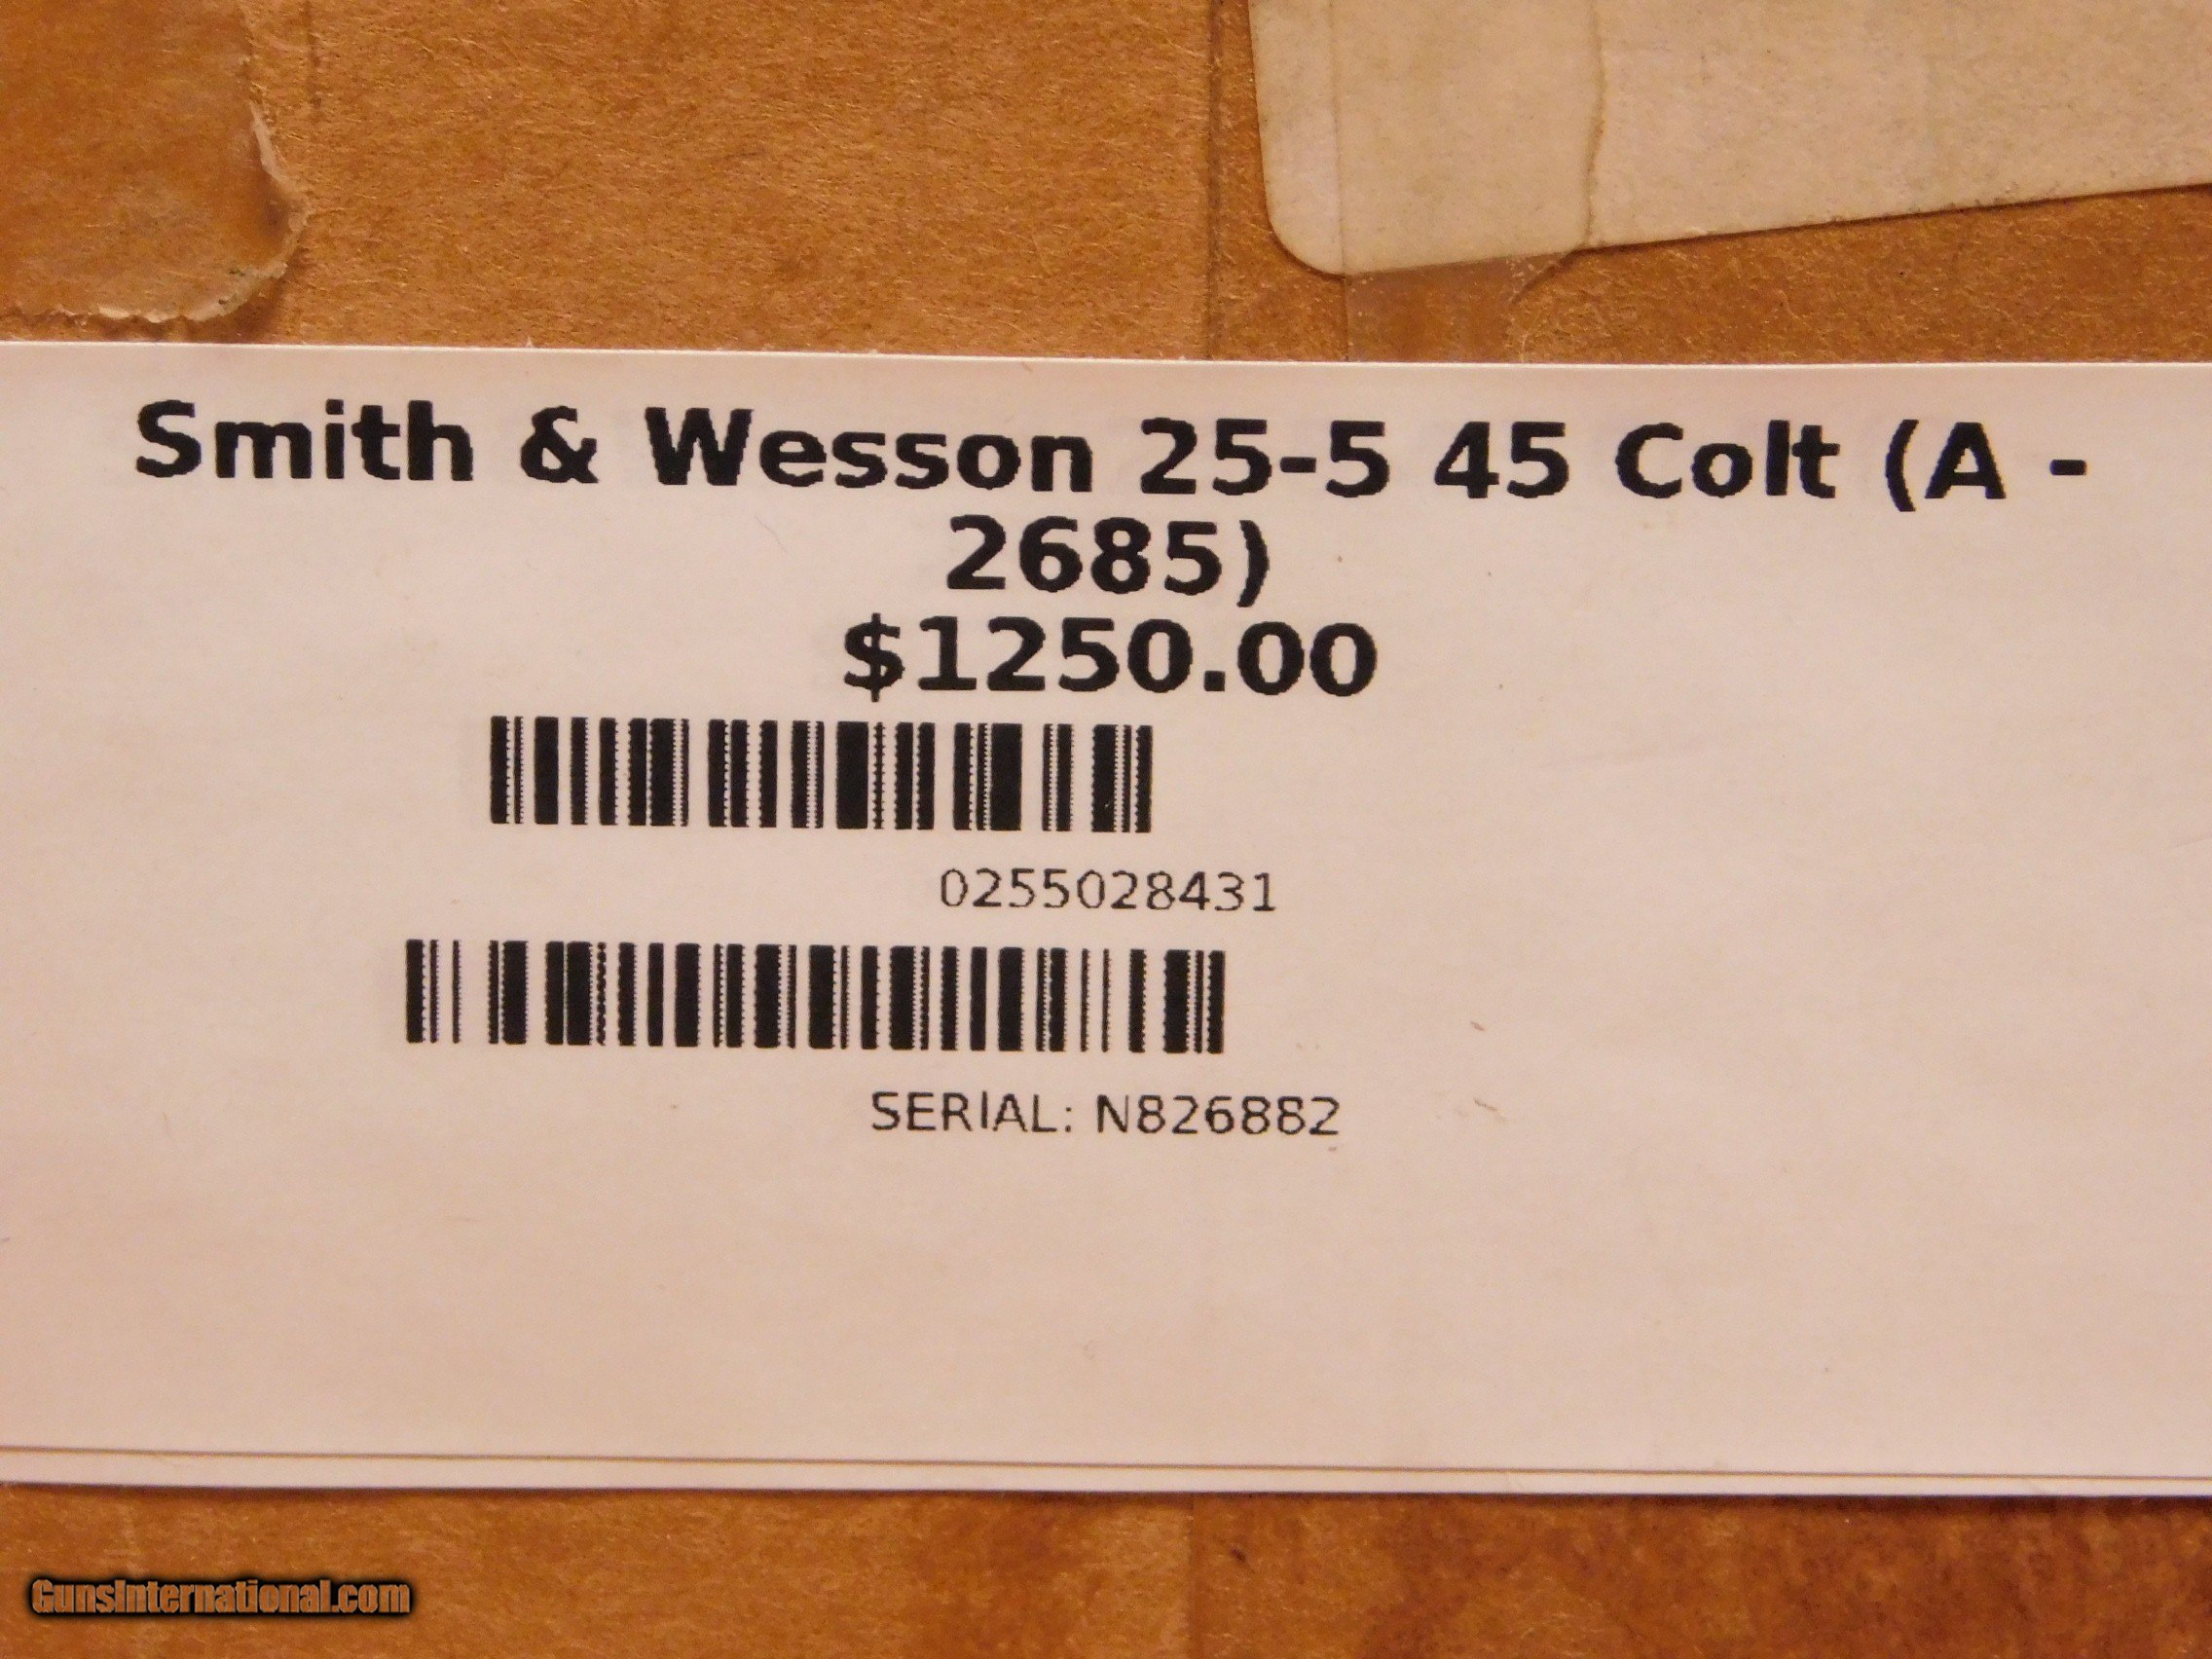 Smith & Wesson 25-5 45 Colt (A -
2685)
$1250.00
0255028431
SERIAL: N826882
GunsInternational.com